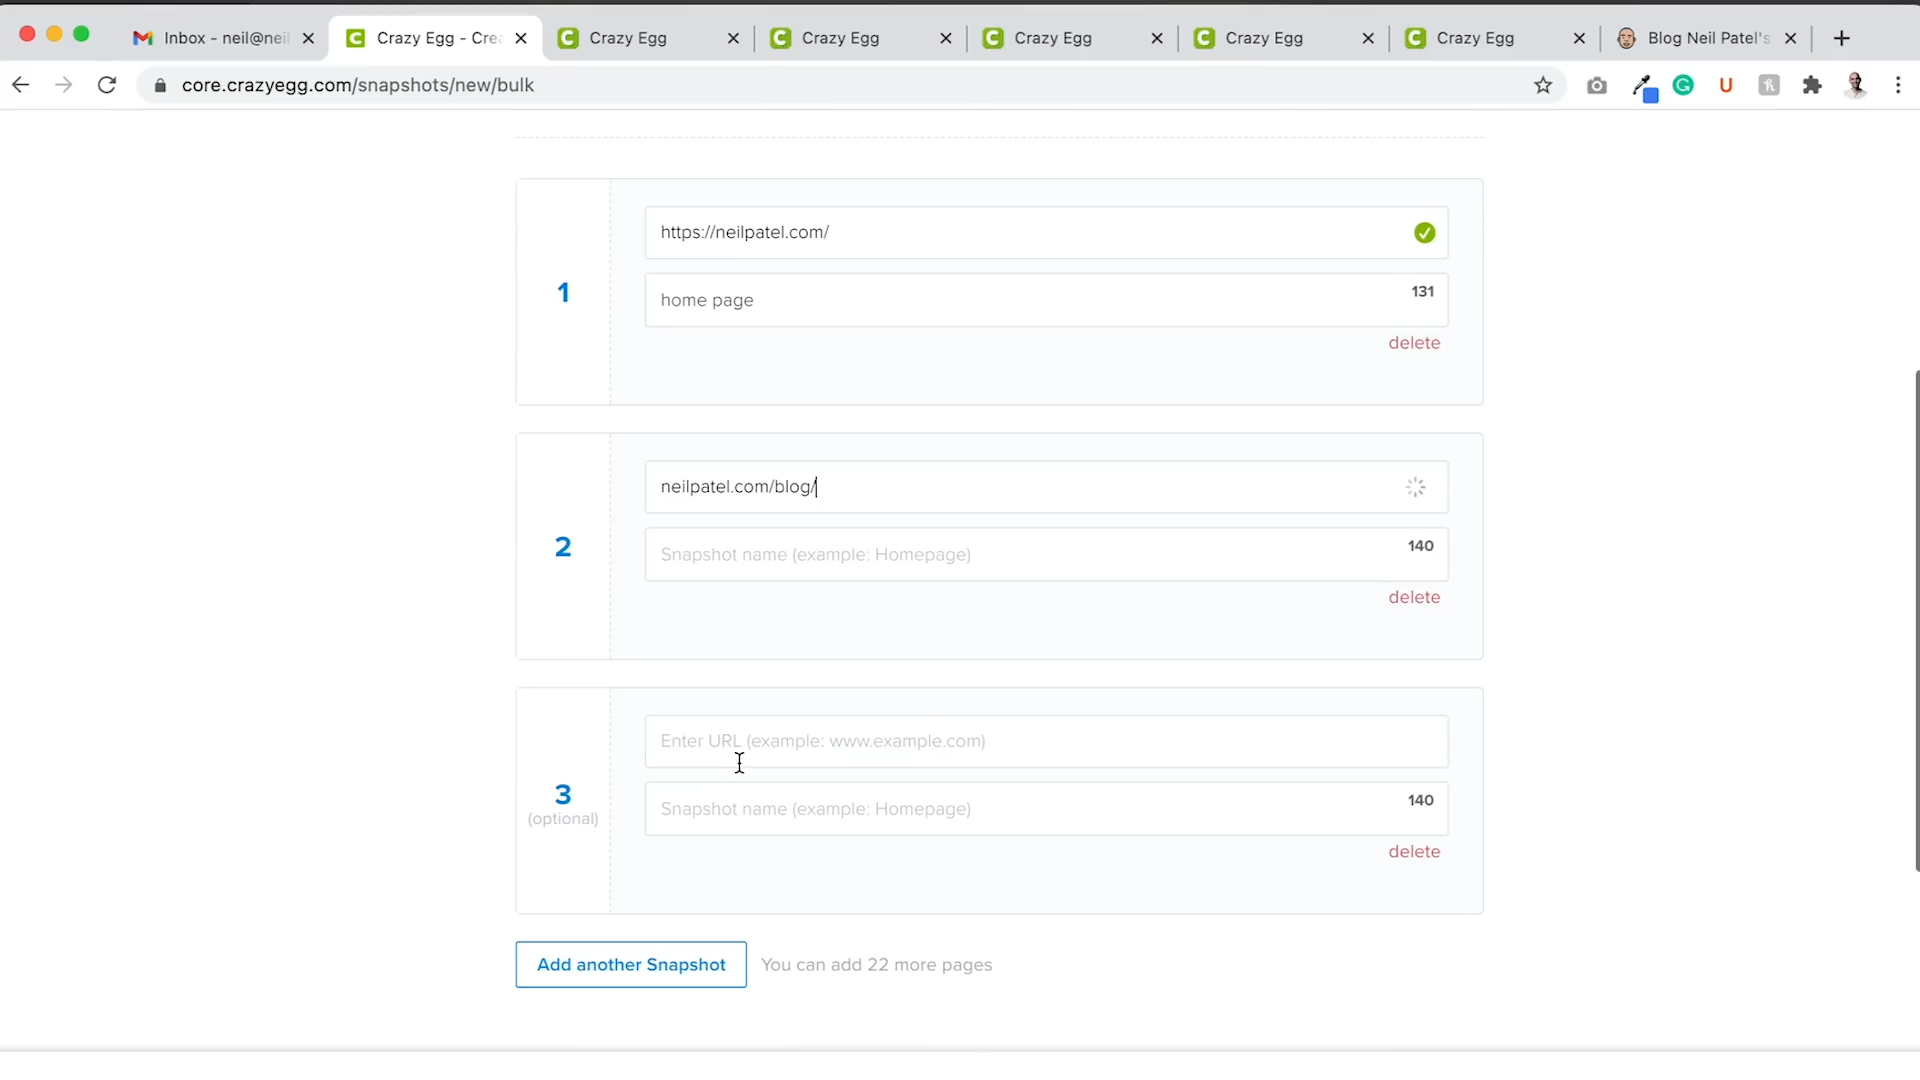 Inbox - neil@neil
Crazy Egg - Crea
Crazy Egg
Crazy Egg
Crazy Egg
Crazy Egg
Crazy Egg
Blog Neil Patel's
core.crazyegg.com/snapshots/new/bulk
1
https://neilpatel.com/
home page
131
delete
2
neilpatel.com/blog/
Snapshot name (example: Homepage)
140
delete
3
(optional)
Enter URL (example: www.example.com)
Snapshot name (example: Homepage)
140
delete
Add another Snapshot
You can add 22 more pages